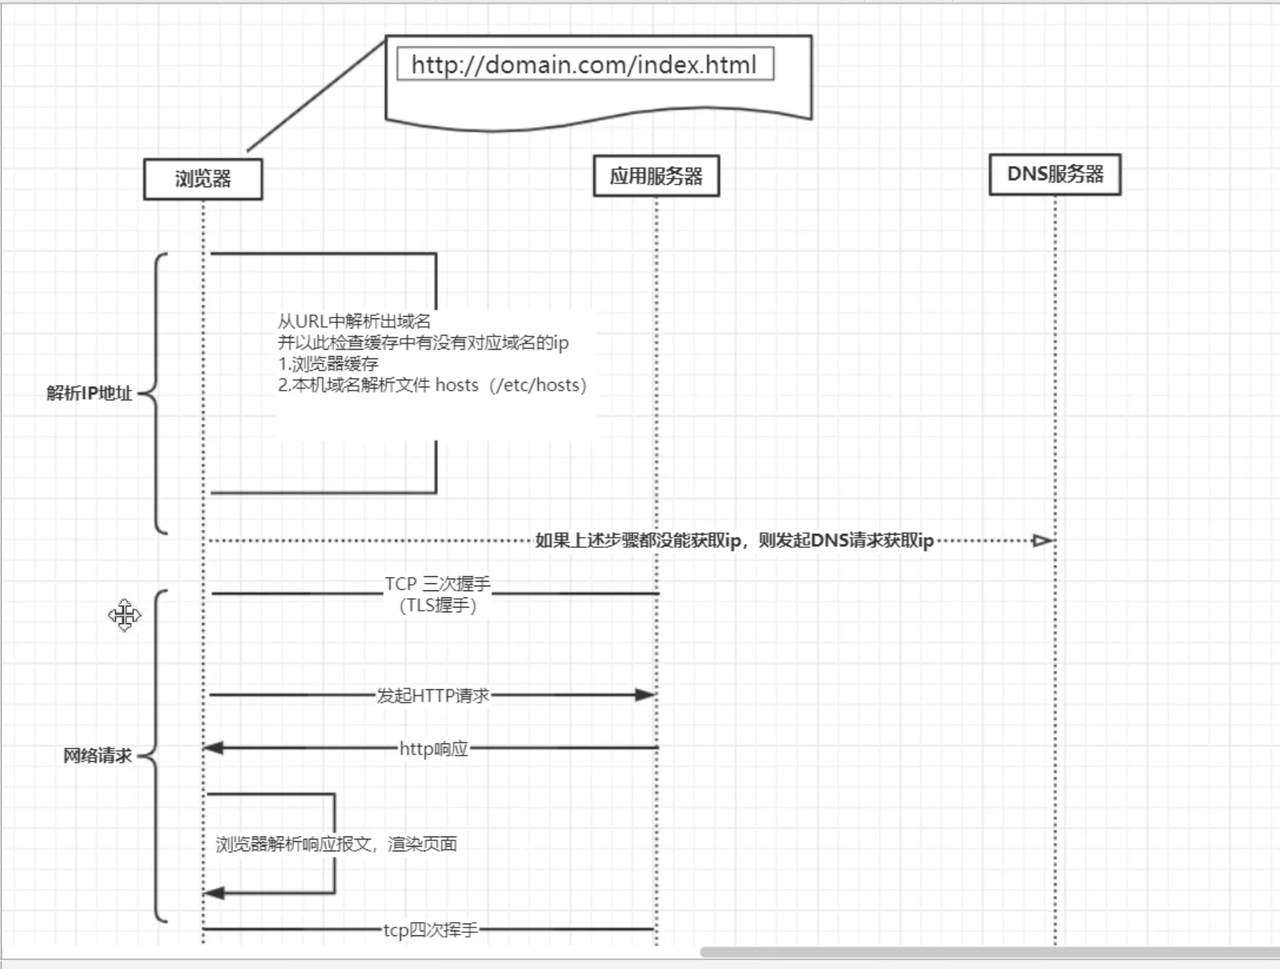 http://domain.com/index.html
浏览器
应用服务器
DNS服务器
从URL中解析出域名
并以此检查缓存中有没有对应域名的ip
1.浏览器缓存
2.本机域名解析文件 hosts（/etc/hosts）
解析IP地址
如果上述步骤都没能获取ip，则发起DNS请求获取ip
TCP 三次握手
（TLS握手）
发起HTTP请求
http响应
网络请求
浏览器解析响应报文，渲染页面
tcp四次挥手